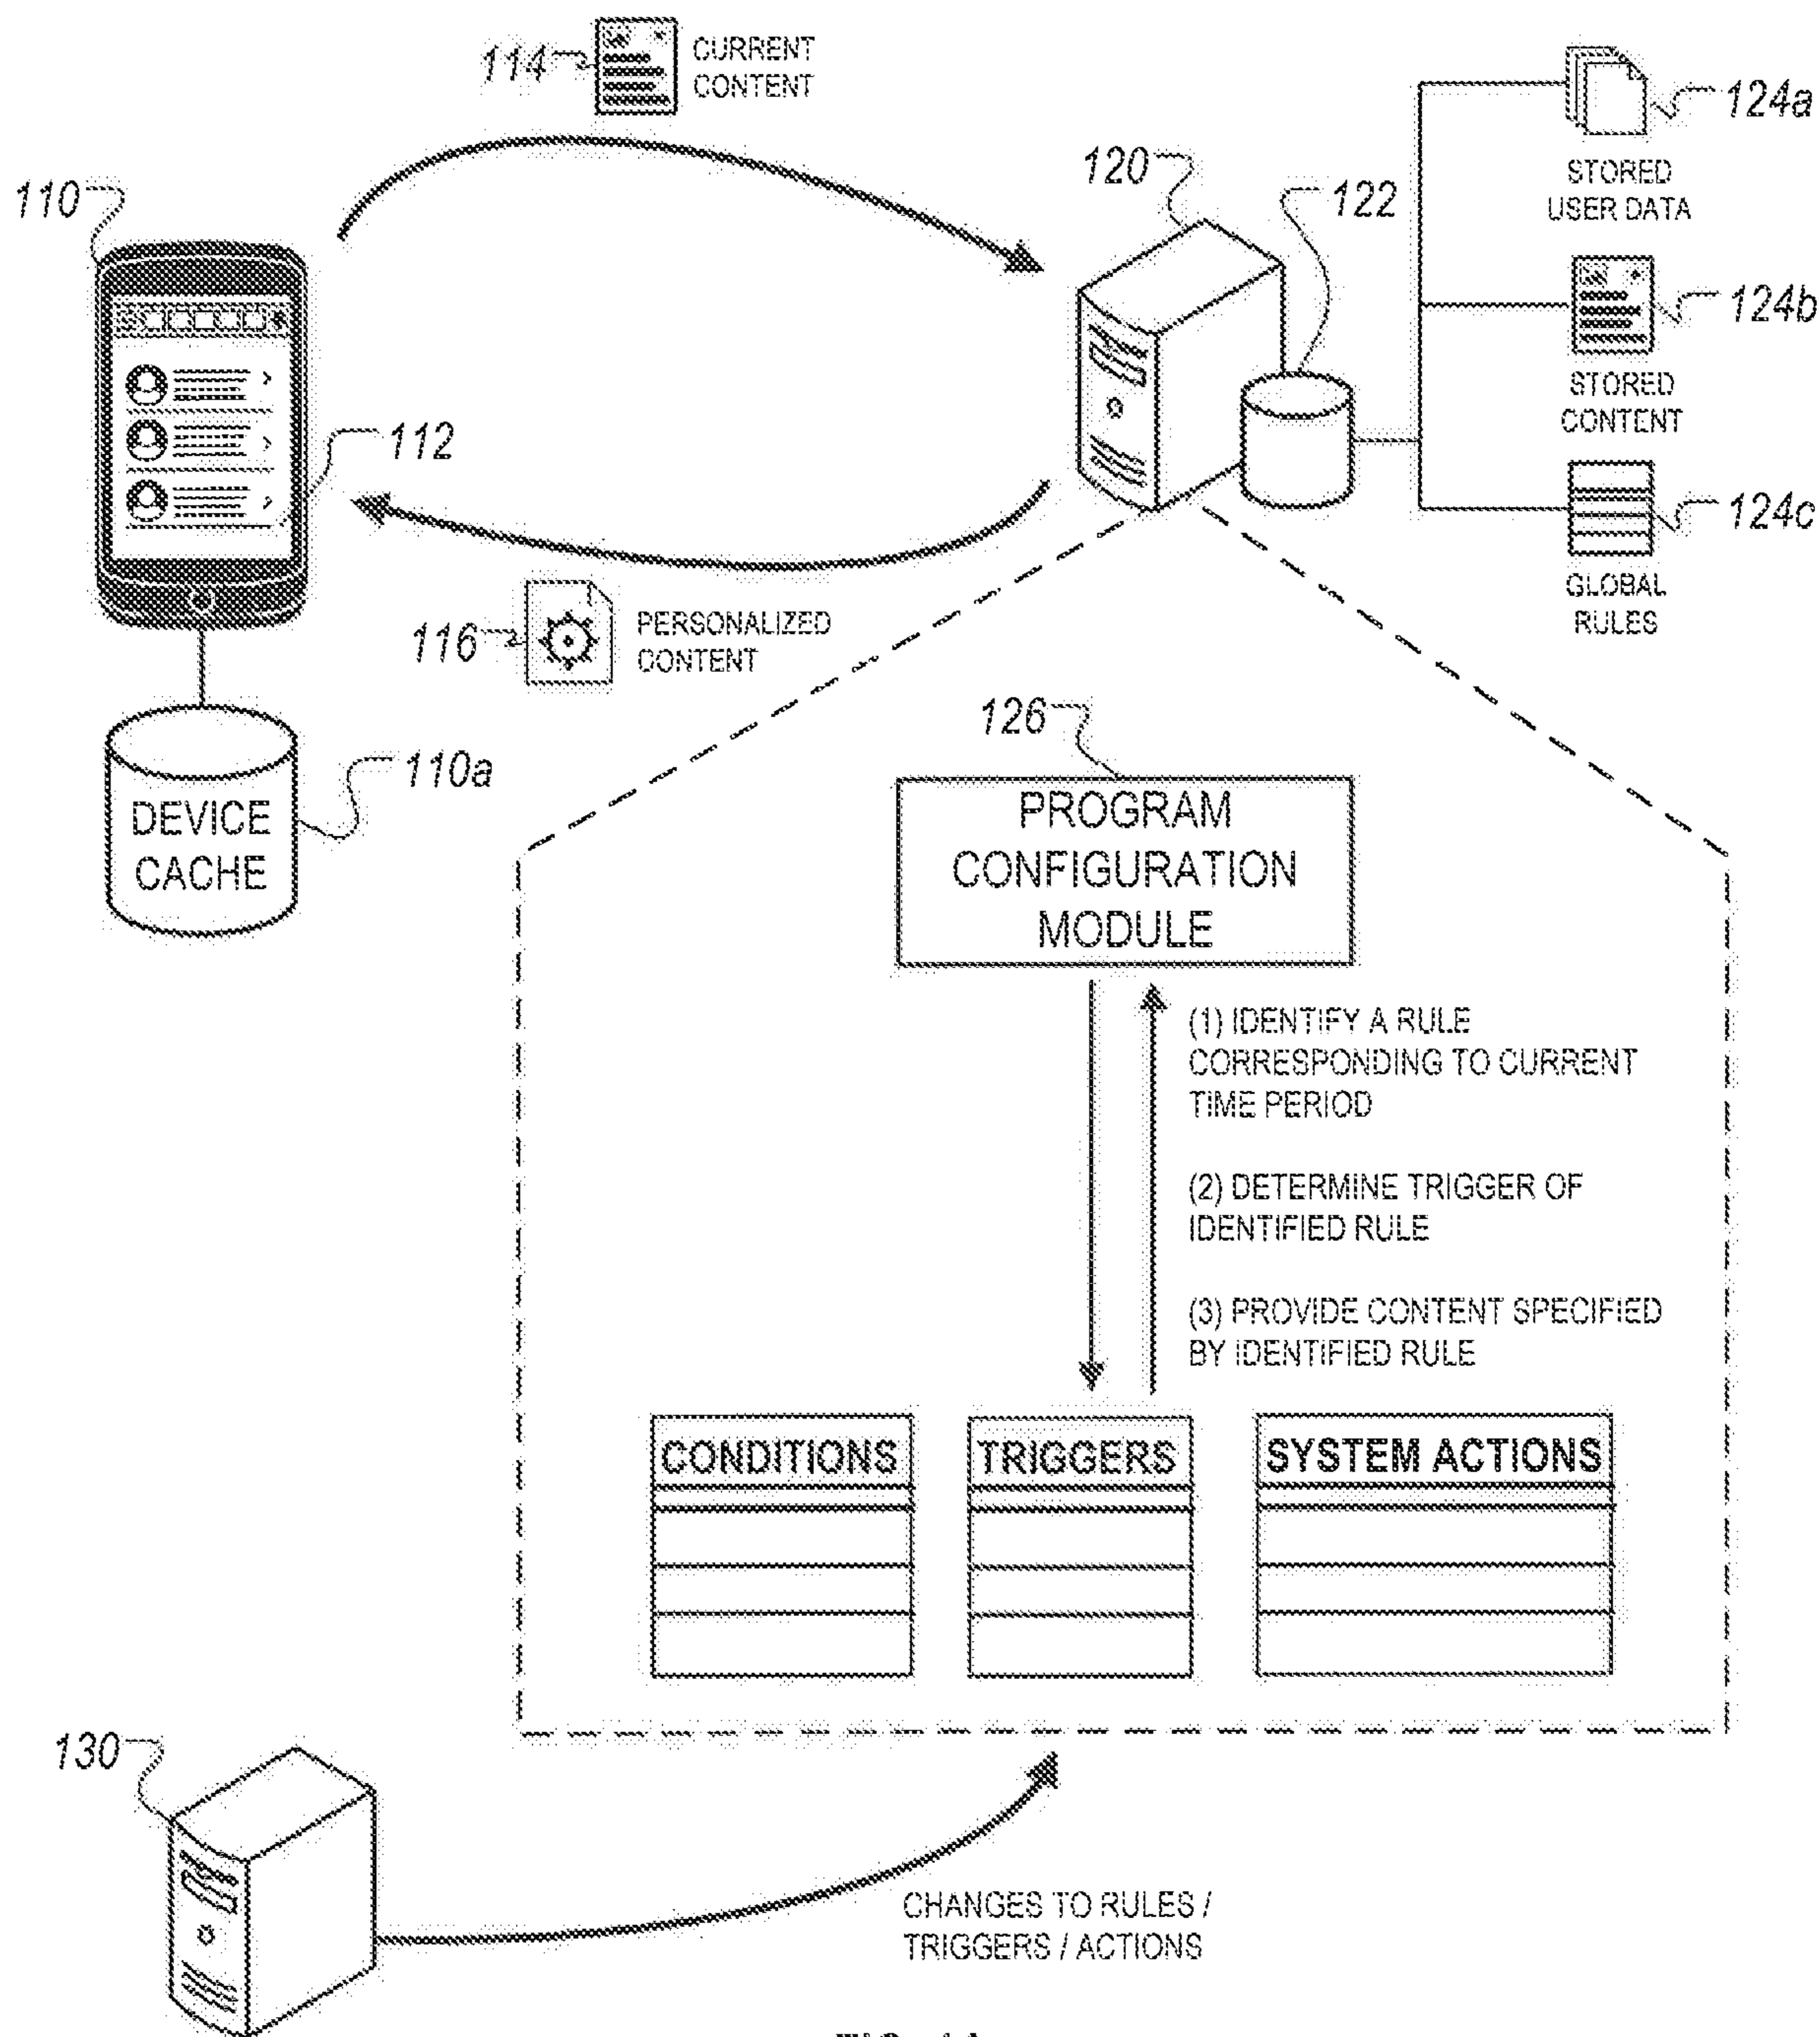 114
CURRENT
CONTENT
110
120
122
124a
STORED
USER DATA
112
124b
STORED
CONTENT
124c
GLOBAL
RULES
116
PERSONALIZED
CONTENT
110a
DEVICE
CACHE
126
PROGRAM
CONFIGURATION
MODULE
(1) IDENTIFY A RULE
CORRESPONDING TO CURRENT
TIME PERIOD
(2) DETERMINE TRIGGER OF
IDENTIFIED RULE
(3) PROVIDE CONTENT SPECIFIED
BY IDENTIFIED RULE
CONDITIONS
TRIGGERS
SYSTEM ACTIONS
130
CHANGES TO RULES /
TRIGGERS / ACTIONS